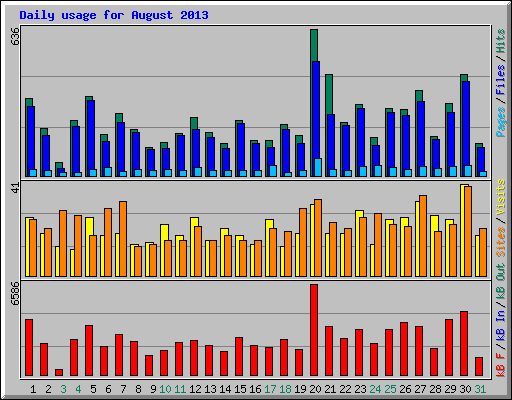 Daily usage for August 2013
636
Pages / Files / Hits
41
Sites / Visits
6586
kB F / kB In / kB Out
1 2 3 4 5 6 7 8 9 10 11 12 13 14 15 16 17 18 19 20 21 22 23 24 25 26 27 28 29 30 31